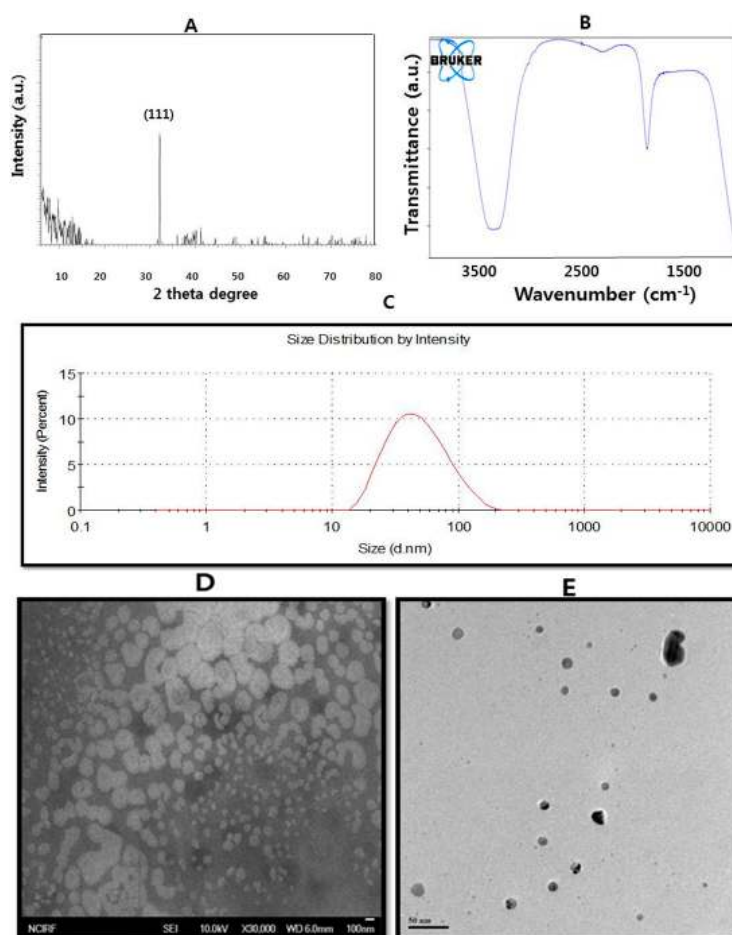 A
Intensity (a.u.)
(111)
10 20 30 40 50 60 70 80
2 theta degree
B
BRUKER
Transmittance (a.u.)
3500 2500 1500
Wavenumber (cm-1)
C
Size Distribution by Intensity
Intensity (Percent)
15
10
5
0
0.1 1 10 100 1000 10000
Size (d.nm)
D
NCIRF SEI 10.0kV X30,000 WD 6.0mm 100nm
E
50 nm